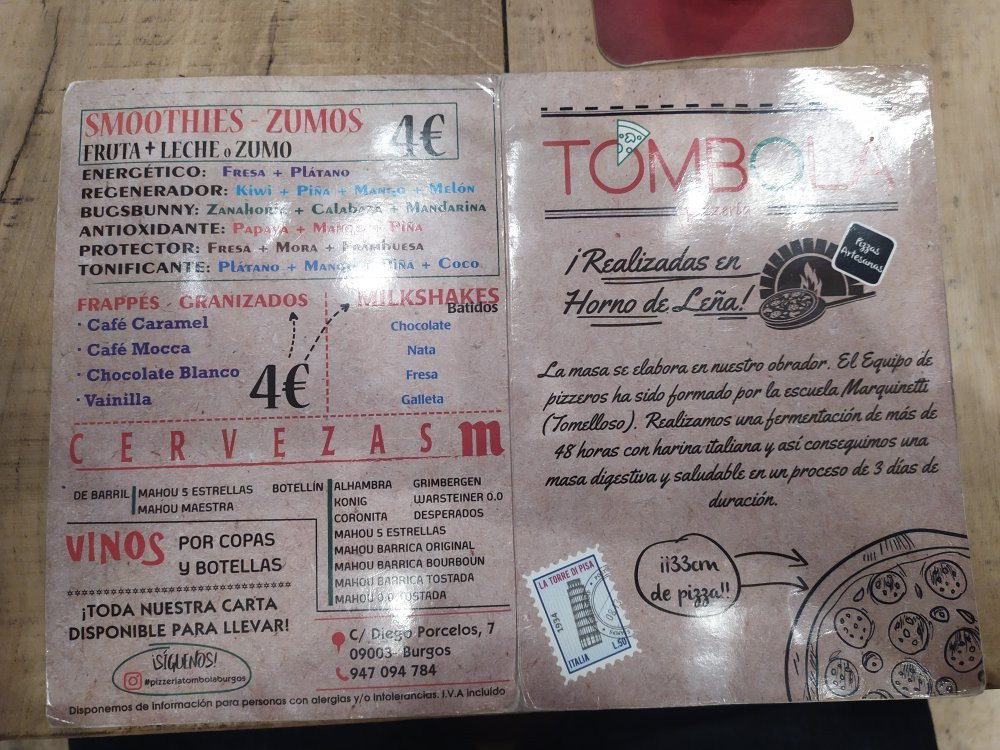 SMOOTHIES - ZUMOS
FRUTA + LECHE o ZUMO
4€
ENERGÉTICO: FRESA + PLÁTANO
REGENERADOR: KIWI + PIÑA + MANGO + MELÓN
BUGSBUNNY: ZANAHORIA + CALABAZA + MANDARINA
ANTIOXIDANTE: PAPAYA + MANGO + PIÑA
PROTECTOR: FRESA + MORA + FRAMBUESA
TONIFICANTE: PLÁTANO + MANGO + PIÑA + COCO
FRAPPÉS - GRANIZADOS
· Café Caramel
· Café Mocca
· Chocolate Blanco
· Vainilla
4€
MILKSHAKES
Batidos
Chocolate
Nata
Fresa
Galleta
CERVEZAS m
DE BARRIL
MAHOU 5 ESTRELLAS
MAHOU MAESTRA
BOTELLÍN
ALHAMBRA
KONIG
CORONITA
MAHOU 5 ESTRELLAS
MAHOU BARRICA ORIGINAL
MAHOU BARRICA BOURBOUN
MAHOU BARRICA TOSTADA
MAHOU 0,0 TOSTADA
GRIMBERGEN
WARSTEINER 0.0
DESPERADOS
VINOS POR COPAS
Y BOTELLAS
¡TODA NUESTRA CARTA
DISPONIBLE PARA LLEVAR!
¡SÍGUENOS!
#pizzeriatombolaburgos
C/ Diego Porcelos, 7
09003- Burgos
947 094 784
Disponemos de información para personas con alergias y/o intolerancias. I.V.A incluído
TOMBOLA
pizzería
¡Realizadas en
Horno de Leña!
Pizzas
Artesanas
La masa se elabora en nuestro obrador. El Equipo de
pizzeros ha sido formado por la escuela Marquinetti
(Tomelloso). Realizamos una fermentación de más de
48 horas con harina italiana y así conseguimos una
masa digestiva y saludable en un proceso de 3 días de
duración.
¡¡33cm
de pizza!!
LA TORRE DI PISA
1934
ITALIA
L.50